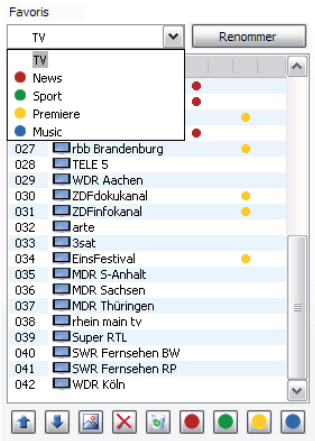 Favoris
TV
Renommer
TV
News
Sport
Premiere
Music
027 rbb Brandenburg
028 TELE 5
029 WDR Aachen
030 ZDFdokukanal
031 ZDFinfokanal
032 arte
033 3sat
034 EinsFestival
035 MDR S-Anhalt
036 MDR Sachsen
037 MDR Thüringen
038 rhein main tv
039 Super RTL
040 SWR Fernsehen BW
041 SWR Fernsehen RP
042 WDR Köln